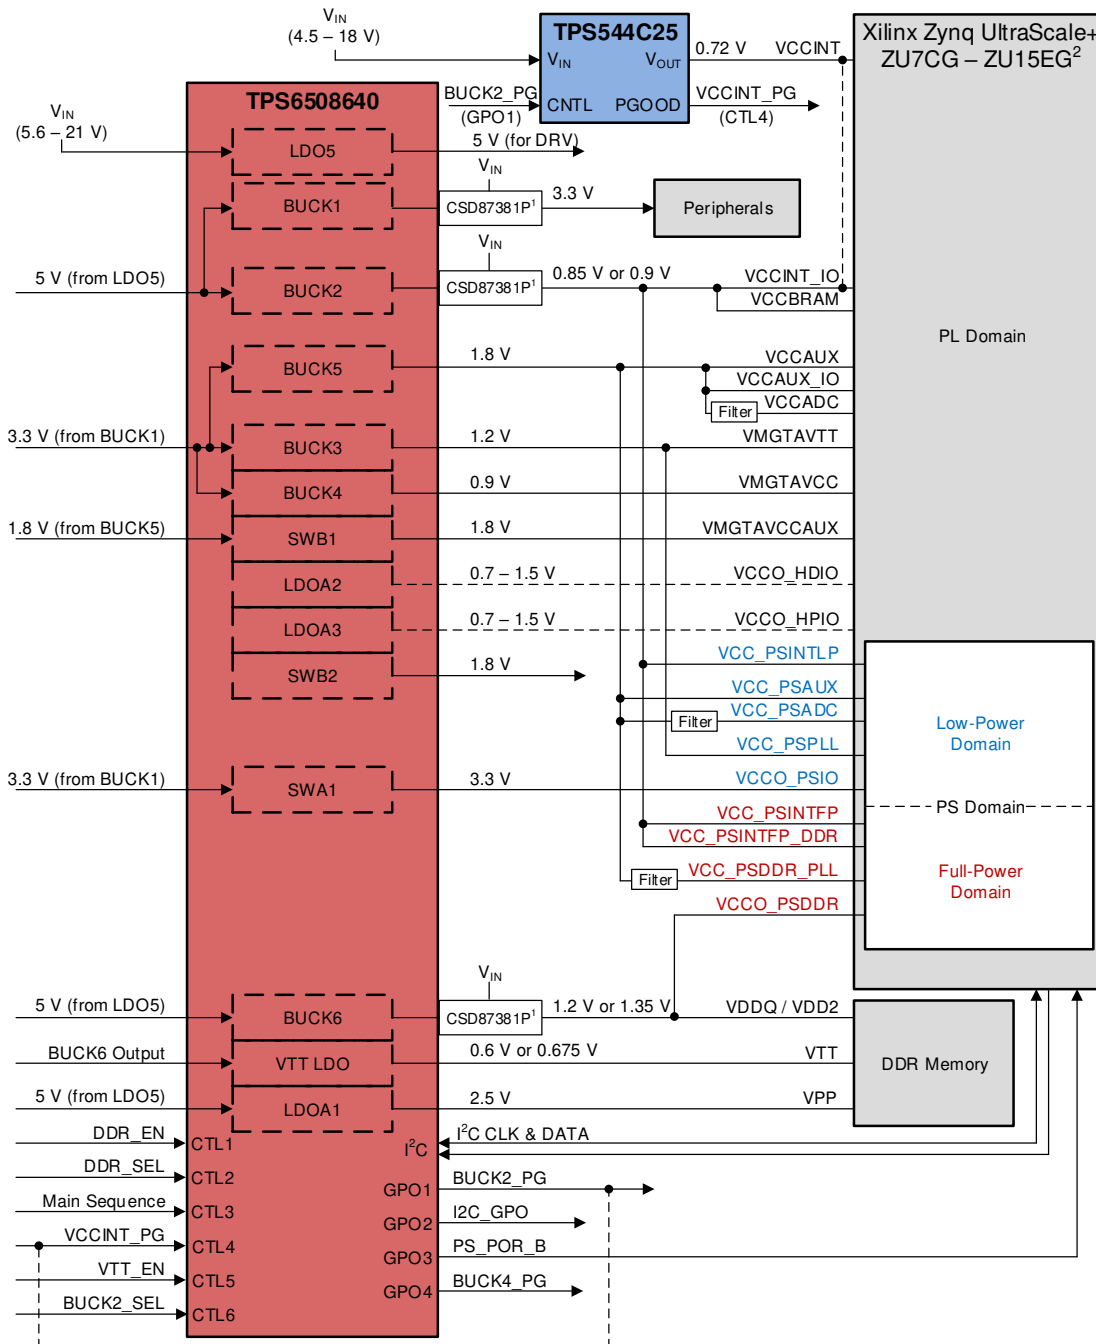 V_IN
(4.5 – 18 V)
TPS544C25
V_IN
V_OUT
0.72 V
VCCINT
CNTL
PGOOD
BUCK2_PG
(GPO1)
VCCINT_PG
(CTL4)
Xilinx Zynq UltraScale+
ZU7CG – ZU15EG²
TPS6508640
V_IN
(5.6 – 21 V)
LDO5
5 V (for DRV)
V_IN
BUCK1
CSD87381P¹
3.3 V
Peripherals
V_IN
5 V (from LDO5)
BUCK2
CSD87381P¹
0.85 V or 0.9 V
VCCINT_IO
VCCBRAM
PL Domain
BUCK5
1.8 V
VCCAUX
VCCAUX_IO
Filter
VCCADC
3.3 V (from BUCK1)
BUCK3
1.2 V
VMGTAVTT
BUCK4
0.9 V
VMGTAVCC
1.8 V (from BUCK5)
SWB1
1.8 V
VMGTAVCCAUX
LDOA2
0.7 – 1.5 V
VCCO_HDIO
LDOA3
0.7 – 1.5 V
VCCO_HPIO
SWB2
1.8 V
VCC_PSINTLP
VCC_PSAUX
Filter
VCC_PSADC
VCC_PSPLL
Low-Power
Domain
3.3 V (from BUCK1)
SWA1
3.3 V
VCCO_PSIO
PS Domain
VCC_PSINTFP
VCC_PSINTFP_DDR
Filter
VCC_PSDDR_PLL
VCCO_PSDDR
Full-Power
Domain
V_IN
5 V (from LDO5)
BUCK6
CSD87381P¹
1.2 V or 1.35 V
VDDQ / VDD2
BUCK6 Output
VTT LDO
0.6 V or 0.675 V
VTT
DDR Memory
5 V (from LDO5)
LDOA1
2.5 V
VPP
DDR_EN
CTL1
I²C
I²C CLK & DATA
DDR_SEL
CTL2
GPO1
BUCK2_PG
Main Sequence
CTL3
GPO2
I2C_GPO
VCCINT_PG
CTL4
GPO3
PS_POR_B
VTT_EN
CTL5
GPO4
BUCK4_PG
BUCK2_SEL
CTL6